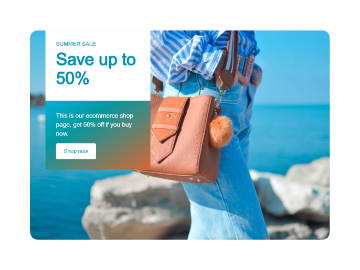 SUMMER SALE
Save up to
50%
This is our ecommerce shop
page, get 50% off if you buy
now.
Shop now